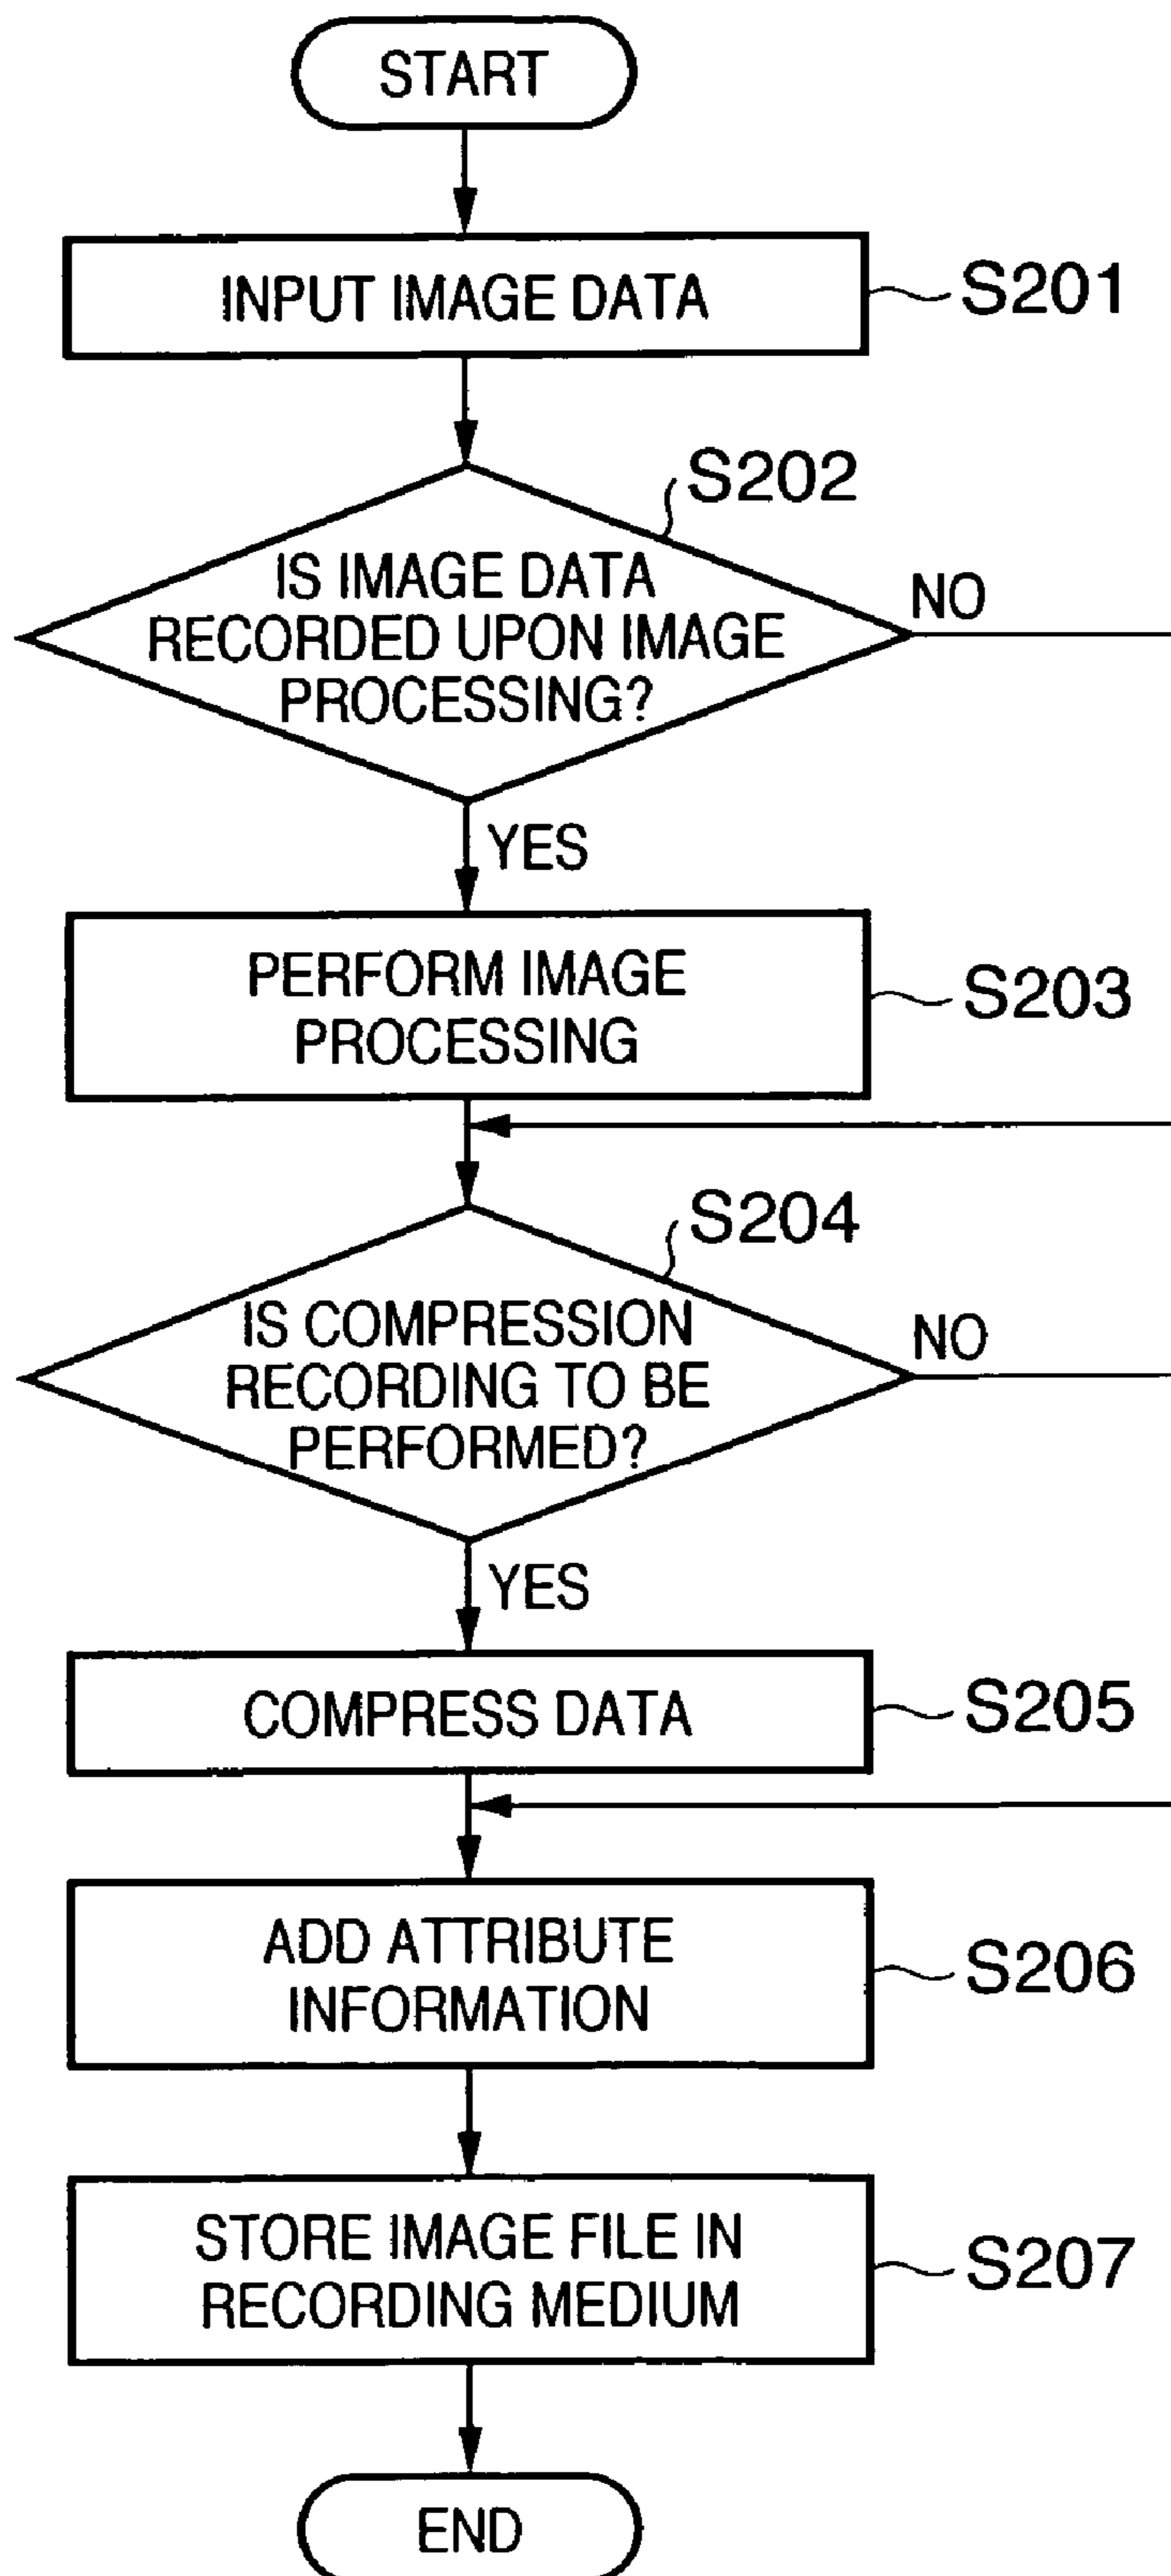 START
INPUT IMAGE DATA
S201
S202
IS IMAGE DATA
RECORDED UPON IMAGE
PROCESSING?
NO
YES
PERFORM IMAGE
PROCESSING
S203
S204
IS COMPRESSION
RECORDING TO BE
PERFORMED?
NO
YES
COMPRESS DATA
S205
ADD ATTRIBUTE
INFORMATION
S206
STORE IMAGE FILE IN
RECORDING MEDIUM
S207
END